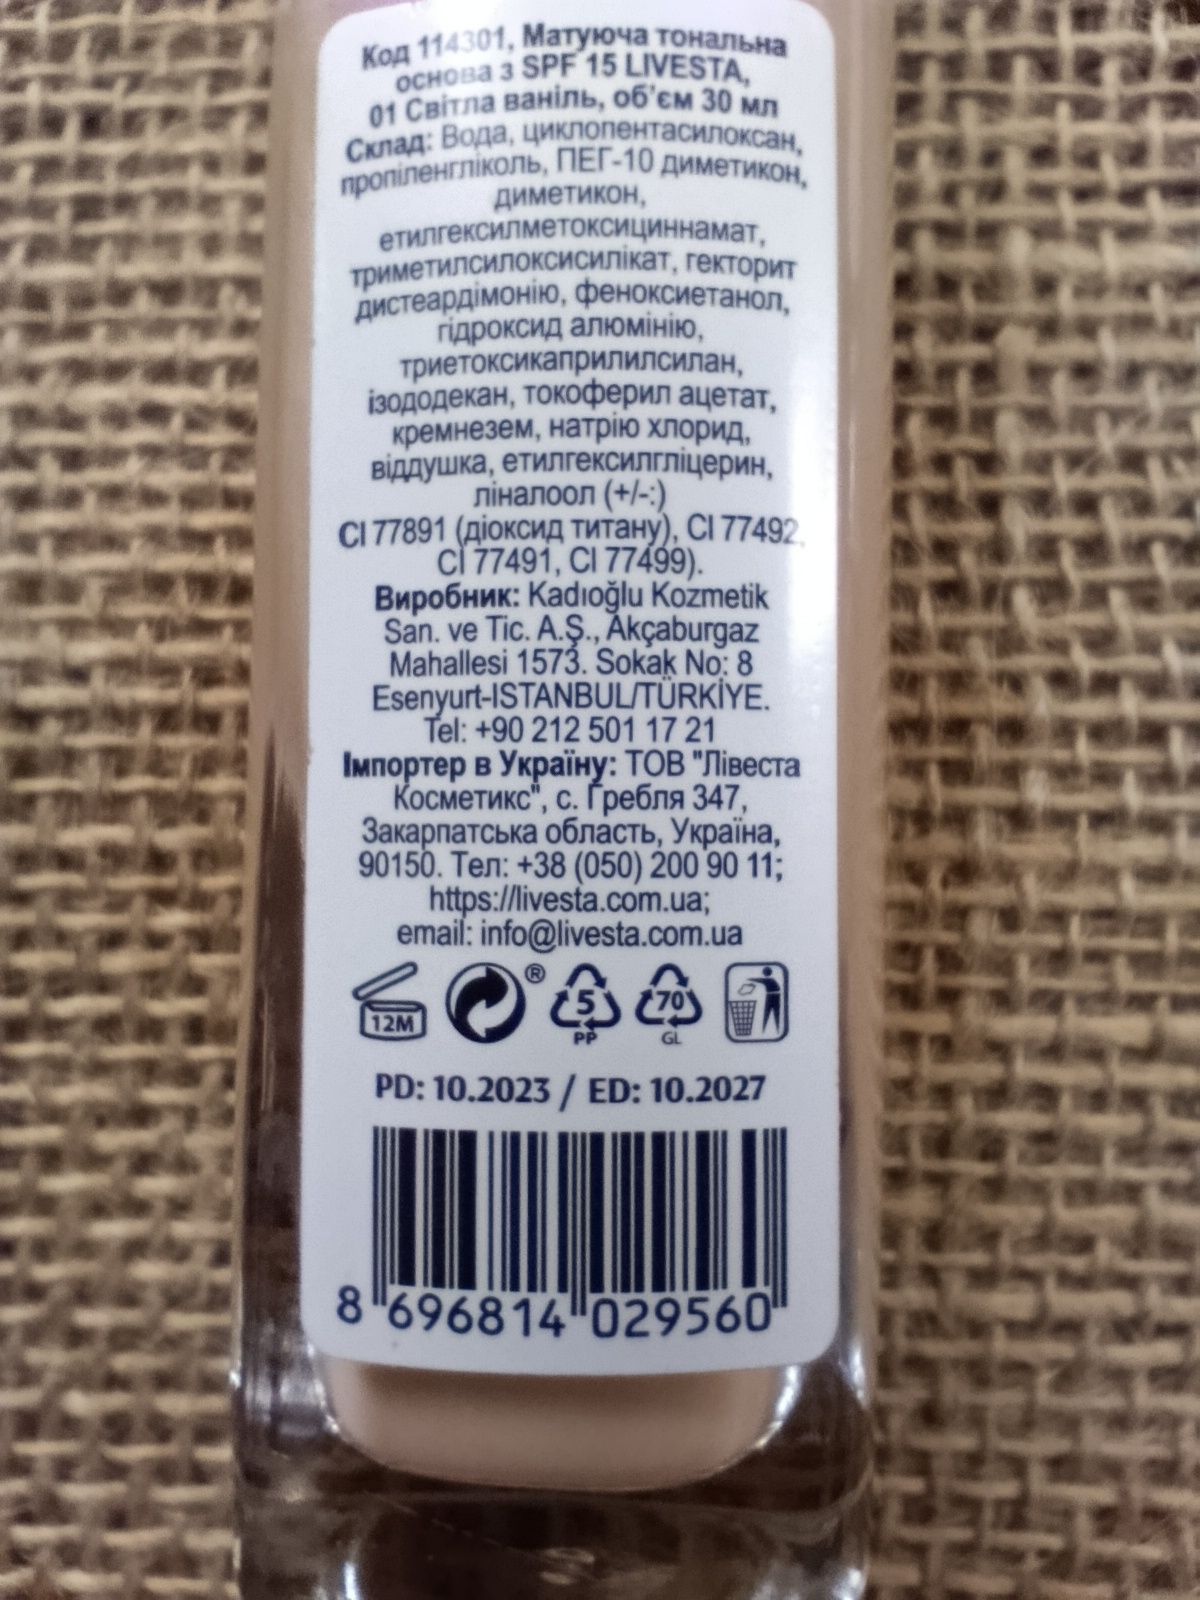 Код 114301, Матуюча тональна
основа з SPF 15 LIVESTA,
01 Світла ваніль, об'єм 30 мл
Склад: Вода, циклопентасилоксан,
пропіленгліколь, ПЕГ-10 диметикон,
диметикон,
етилгексилметоксициннамат,
триметилсилоксисилікат, гекторит
дистеардімонію, феноксиетанол,
гідроксид алюмінію,
триетоксикаприлилсилан,
ізододекан, токоферил ацетат,
кремнезем, натрію хлорид,
віддушка, етилгексилгліцерин,
ліналоол (+/-:)
CI 77891 (діоксид титану), CI 77492,
CI 77491, CI 77499).
Виробник: Kadıoğlu Kozmetik
San. ve Tic. A.Ş., Akçaburgaz
Mahallesi 1573. Sokak No: 8
Esenyurt-ISTANBUL/TÜRKİYE.
Tel: +90 212 501 17 21
Імпортер в Україну: ТОВ "Лівеста
Косметикс", с. Гребля 347,
Закарпатська область, Україна,
90150. Тел: +38 (050) 200 90 11;
https://livesta.com.ua;
email: info@livesta.com.ua
12M ® 5 70
PP GL
PD: 10.2023 / ED: 10.2027
8 696814 029560